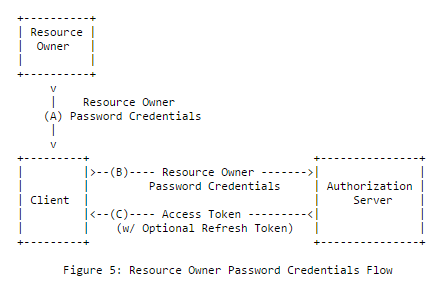 Resource
Owner
v
Resource Owner
(A) Password Credentials
v
>--(B)---- Resource Owner ------->
Password Credentials
Authorization
Client
Server
<--(C)---- Access Token ---------<
(w/ Optional Refresh Token)
Figure 5: Resource Owner Password Credentials Flow